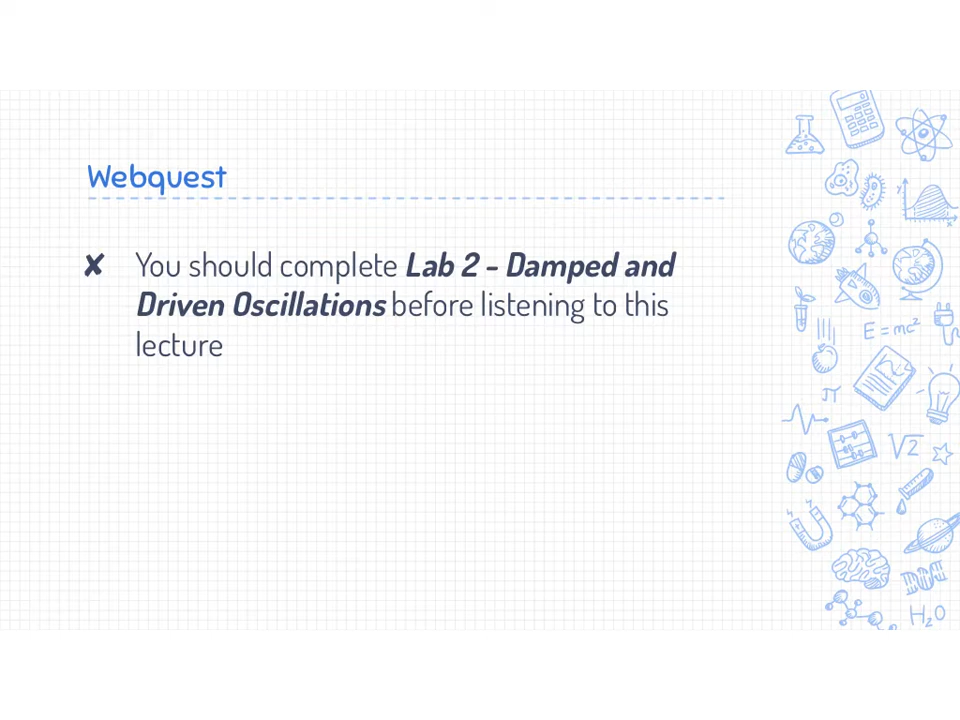 Webquest
✘ You should complete Lab 2 - Damped and
Driven Oscillations before listening to this
lecture
y
x
E = mc²
π
√2
H₂O